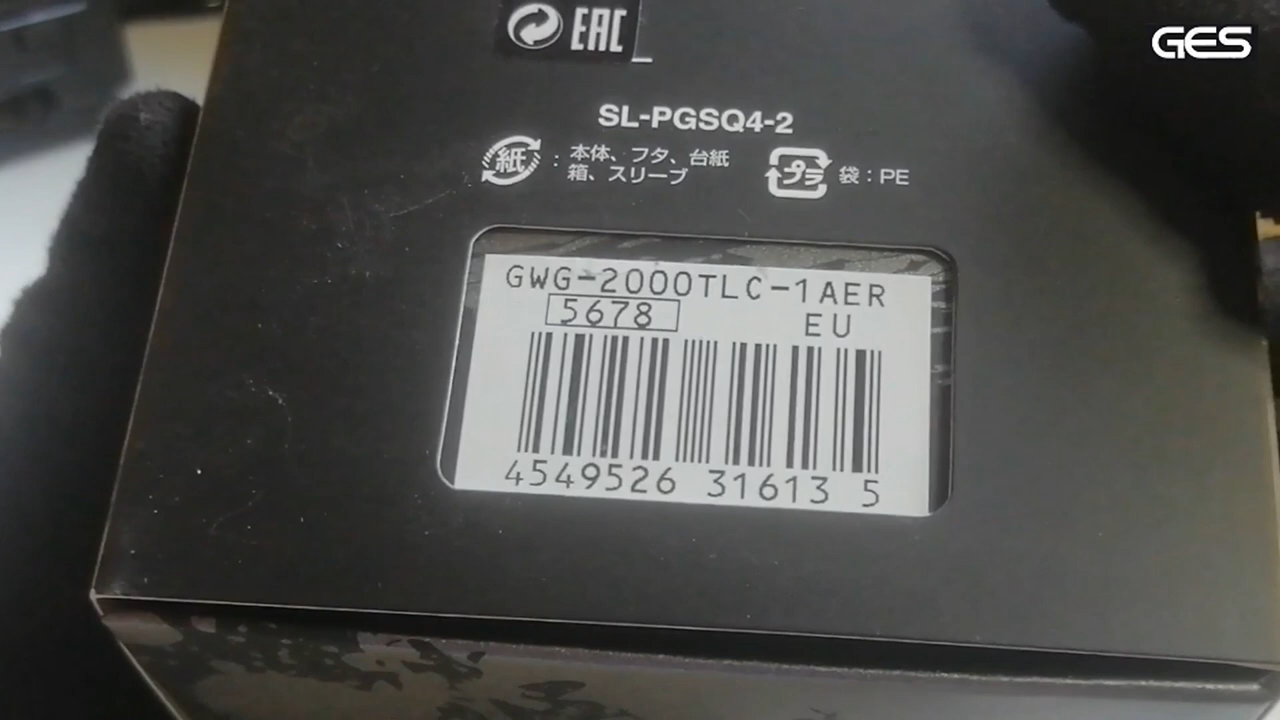 GES
EAC
SL-PGSQ4-2
紙 : 本体、フタ、台紙
箱、スリーブ
プラ 袋 : PE
GWG-2000TLC-1AER
5678 EU
4549526 31613 5